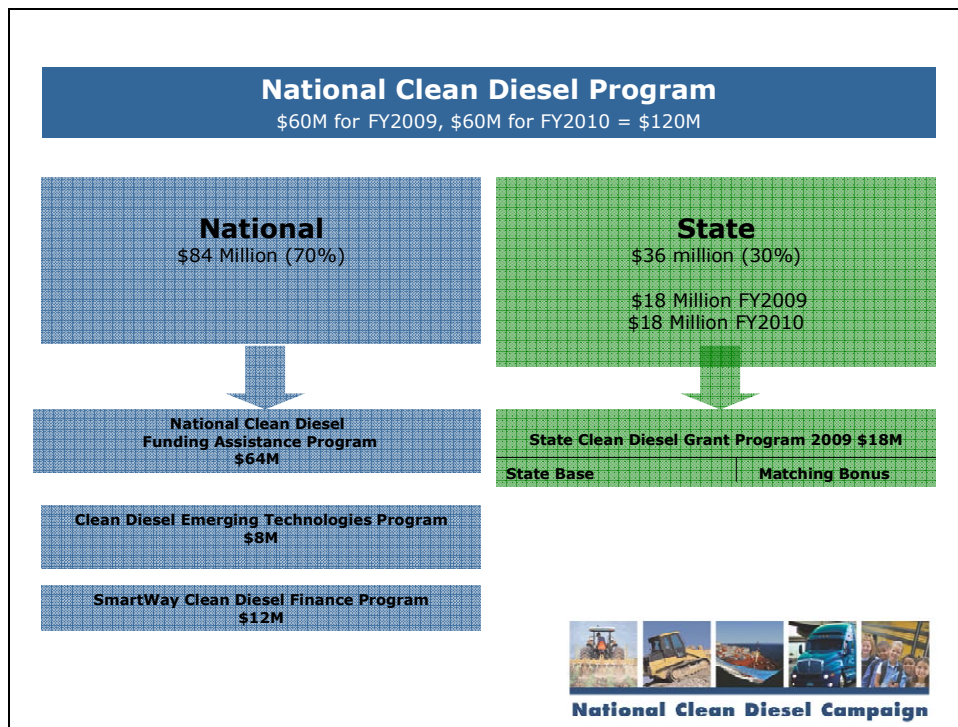 National Clean Diesel Program
$60M for FY2009, $60M for FY2010 = $120M
National
$84 Million (70%)
State
$36 million (30%)
$18 Million FY2009
$18 Million FY2010
National Clean Diesel
Funding Assistance Program
$64M
State Clean Diesel Grant Program 2009 $18M
State Base
Matching Bonus
Clean Diesel Emerging Technologies Program
$8M
SmartWay Clean Diesel Finance Program
$12M
National Clean Diesel Campaign